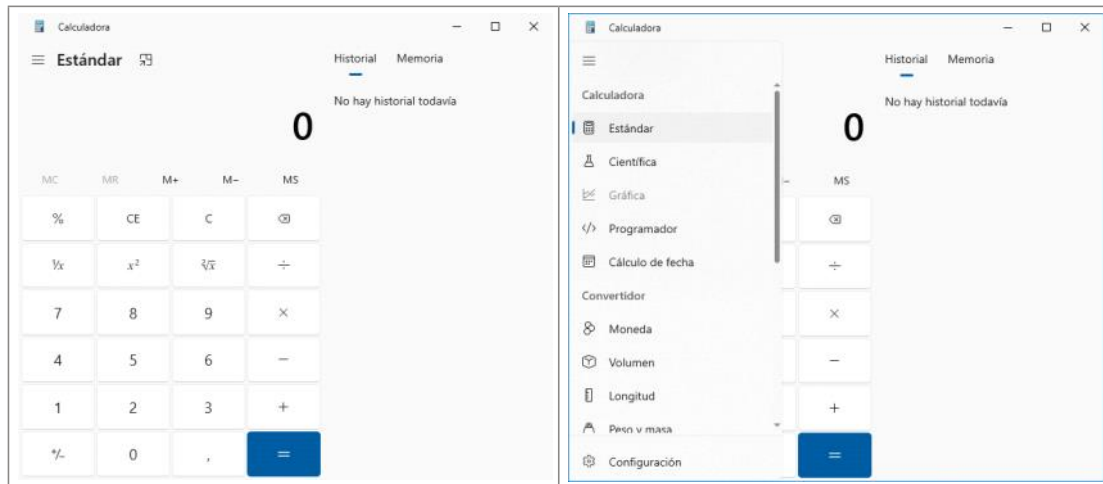 Calculadora
Estándar
Historial Memoria
No hay historial todavía
0
MC MR M+ M− MS
% CE C
¹/x x² ²√x ÷
7 8 9 ×
4 5 6 −
1 2 3 +
+/− 0 , =
Calculadora
Historial Memoria
Calculadora
No hay historial todavía
Estándar
0
Científica
MS
Gráfica
Programador
Cálculo de fecha
÷
Convertidor
×
Moneda
Volumen
−
Longitud
+
Peso y masa
Configuración
=